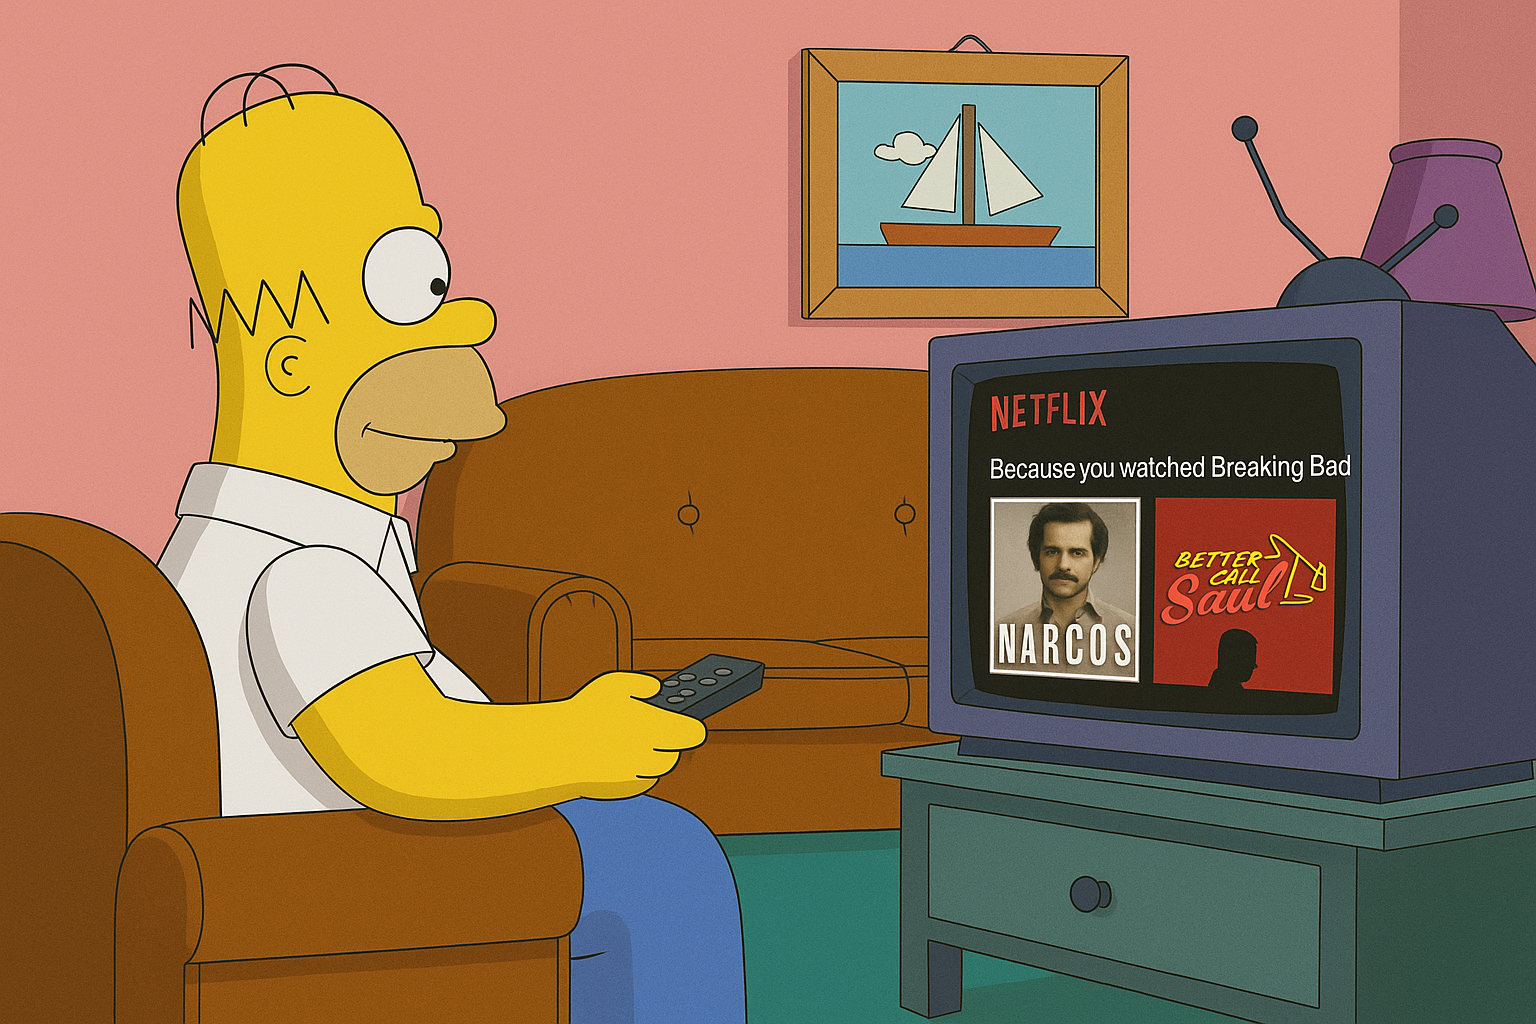 NETFLIX
Because you watched Breaking Bad
NARCOS
BETTER
CALL
Saul